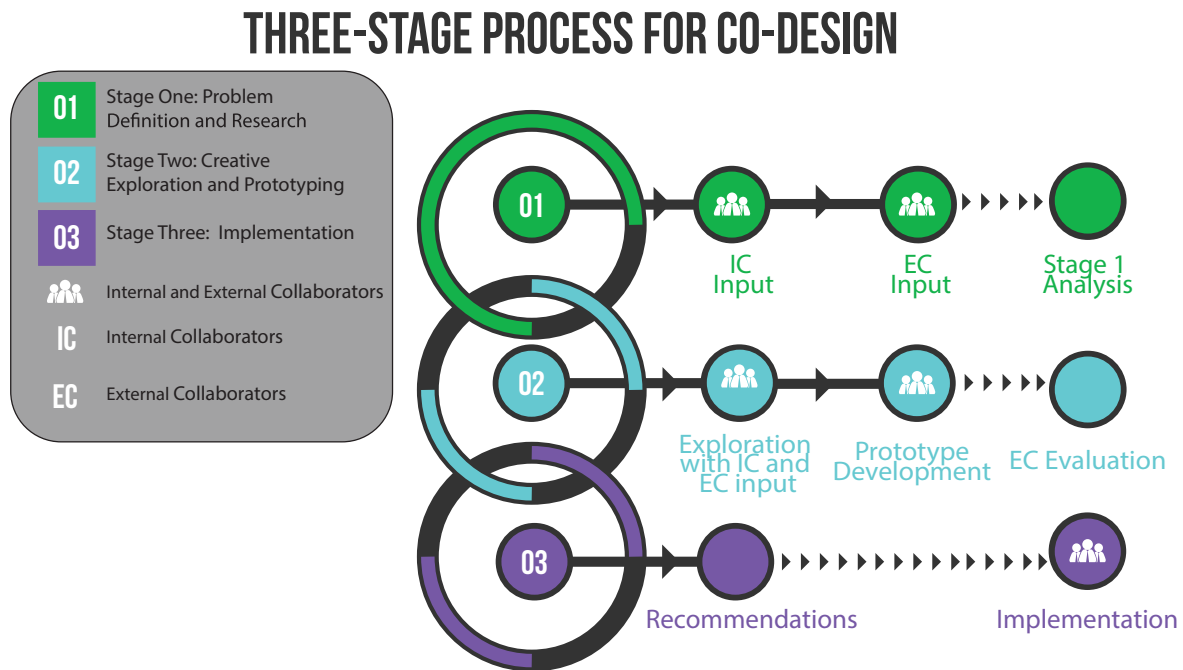 THREE-STAGE PROCESS FOR CO-DESIGN
01
Stage One: Problem
Definition and Research
02
Stage Two: Creative
Exploration and Prototyping
03
Stage Three: Implementation
Internal and External Collaborators
IC
Internal Collaborators
EC
External Collaborators
01
IC
Input
EC
Input
Stage 1
Analysis
02
Exploration
with IC and
EC input
Prototype
Development
EC Evaluation
03
Recommendations
Implementation